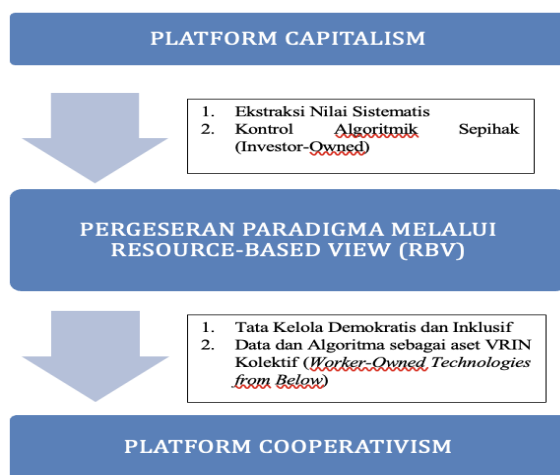 PLATFORM CAPITALISM
1. Ekstraksi Nilai Sistematis
2. Kontrol Algoritmik Sepihak
(Investor-Owned)
PERGESERAN PARADIGMA MELALUI
RESOURCE-BASED VIEW (RBV)
1. Tata Kelola Demokratis dan Inklusif
2. Data dan Algoritma sebagai aset VRIN
Kolektif (Worker-Owned Technologies
from Below)
PLATFORM COOPERATIVISM